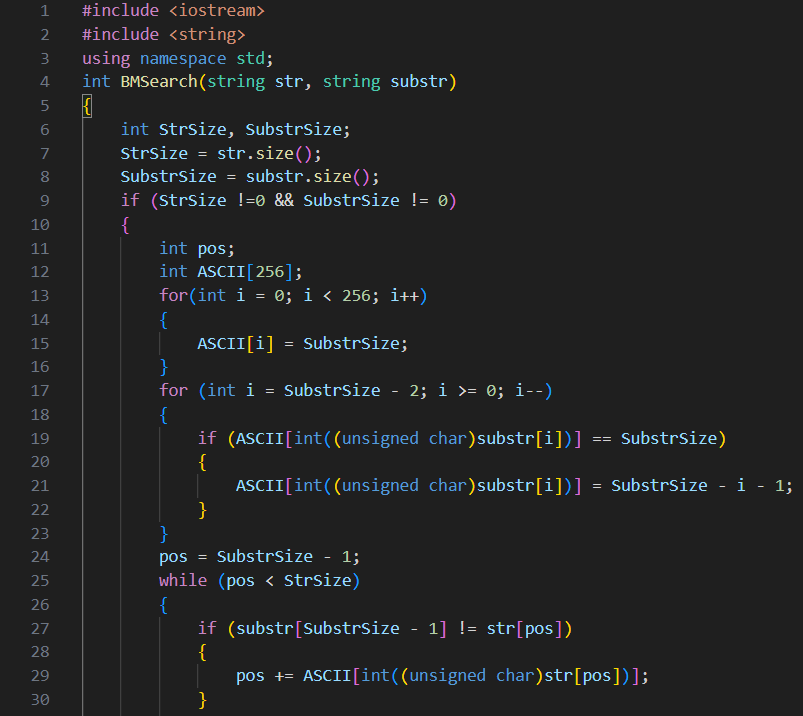 1 #include <iostream>
2 #include <string>
3 using namespace std;
4 int BMSearch(string str, string substr)
5 {
6     int StrSize, SubstrSize;
7     StrSize = str.size();
8     SubstrSize = substr.size();
9     if (StrSize !=0 && SubstrSize != 0)
10     {
11         int pos;
12         int ASCII[256];
13         for(int i = 0; i < 256; i++)
14         {
15             ASCII[i] = SubstrSize;
16         }
17         for (int i = SubstrSize - 2; i >= 0; i--)
18         {
19             if (ASCII[int((unsigned char)substr[i])] == SubstrSize)
20             {
21                 ASCII[int((unsigned char)substr[i])] = SubstrSize - i - 1;
22             }
23         }
24         pos = SubstrSize - 1;
25         while (pos < StrSize)
26         {
27             if (substr[SubstrSize - 1] != str[pos])
28             {
29                 pos += ASCII[int((unsigned char)str[pos])];
30             }